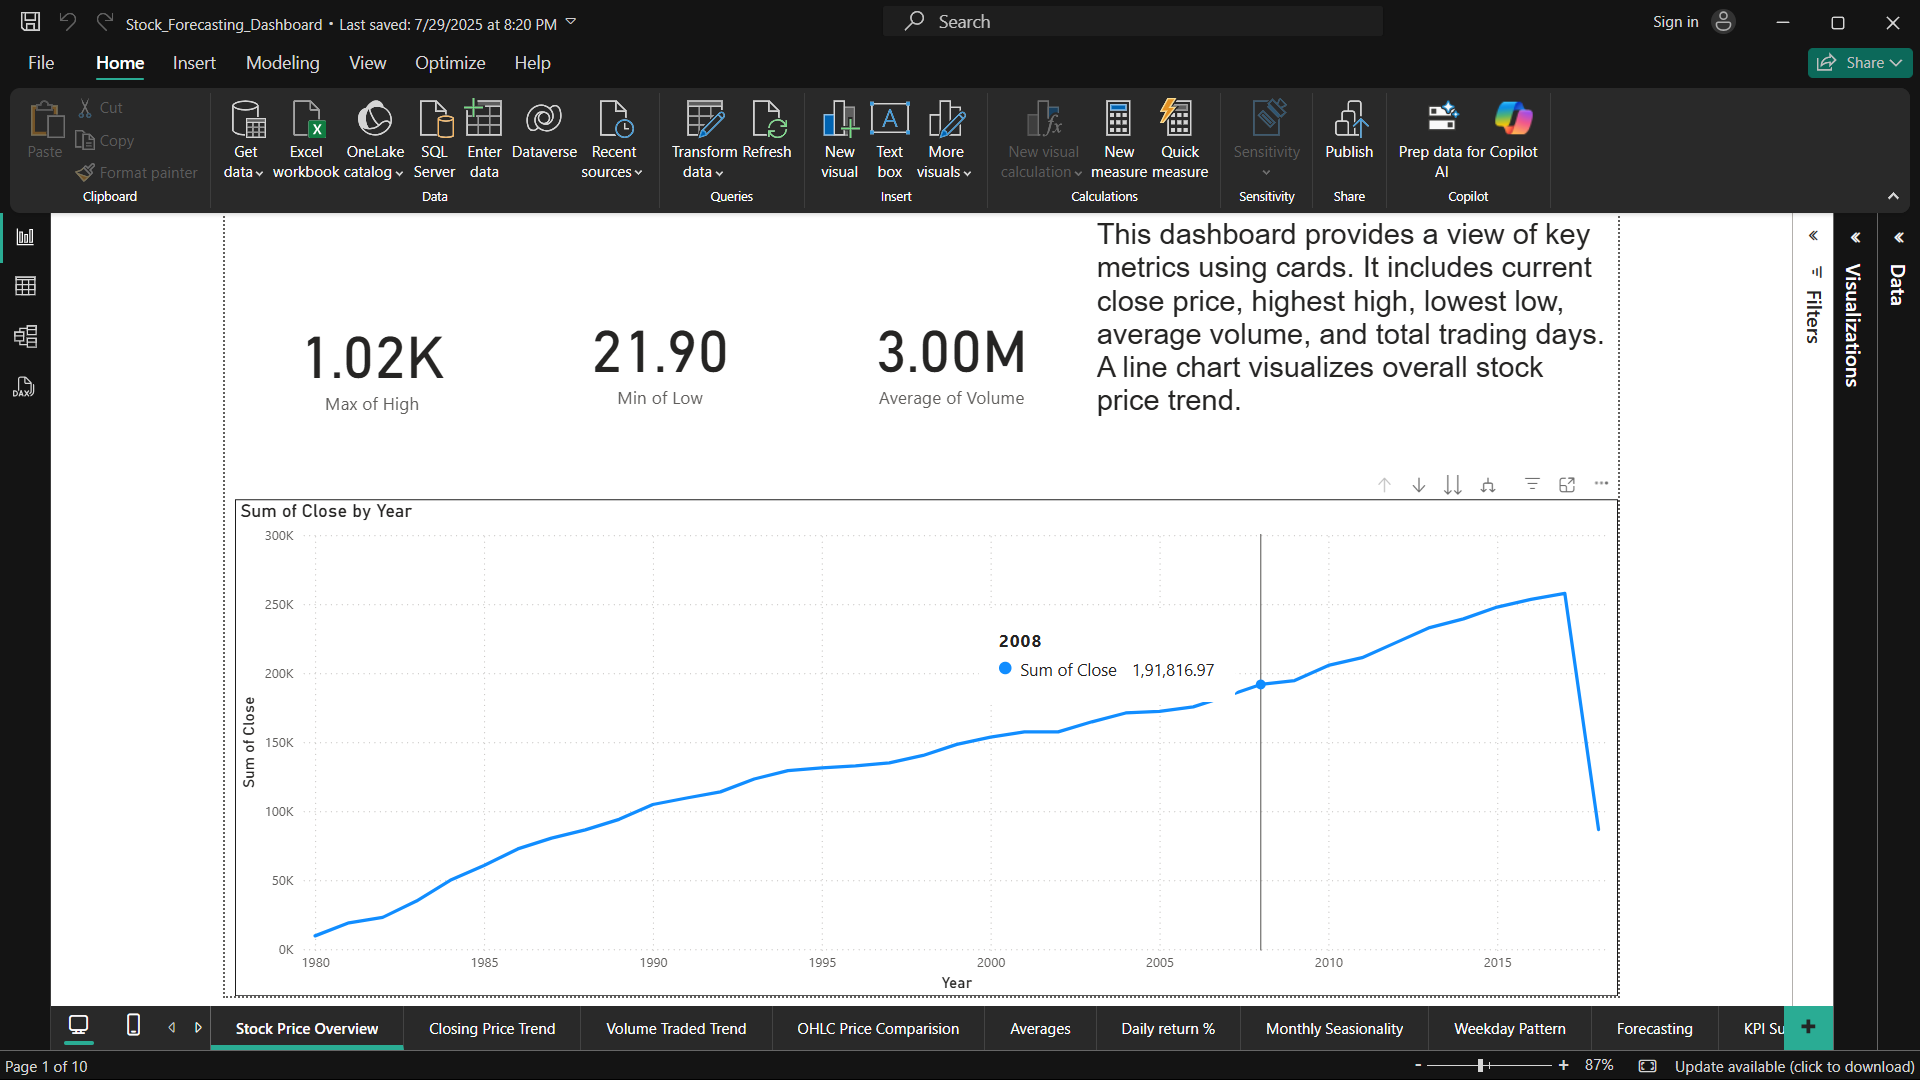 Stock_Forecasting_Dashboard • Last saved: 7/29/2025 at 8:20 PM
Search
Sign in
File Home Insert Modeling View Optimize Help
Share
Paste
Cut
Copy
Format painter
Clipboard
Get data
Excel workbook
OneLake catalog
SQL Server
Enter data
Dataverse
Recent sources
Data
Transform data
Refresh
Queries
New visual
Text box
More visuals
Insert
New visual calculation
New measure
Quick measure
Calculations
Sensitivity
Sensitivity
Publish
Share
Prep data for AI
Copilot
Copilot
DAX
This dashboard provides a view of key
metrics using cards. It includes current
close price, highest high, lowest low,
average volume, and total trading days.
A line chart visualizes overall stock
price trend.
1.02K
Max of High
21.90
Min of Low
3.00M
Average of Volume
Filters
Visualizations
Data
Sum of Close by Year
300K
250K
200K
150K
100K
50K
0K
Sum of Close
2008
Sum of Close 1,91,816.97
1980 1985 1990 1995 2000 2005 2010 2015
Year
Stock Price Overview Closing Price Trend Volume Traded Trend OHLC Price Comparision Averages Daily return % Monthly Seasionality Weekday Pattern Forecasting KPI Su
Page 1 of 10
- + 87% Update available (click to download)